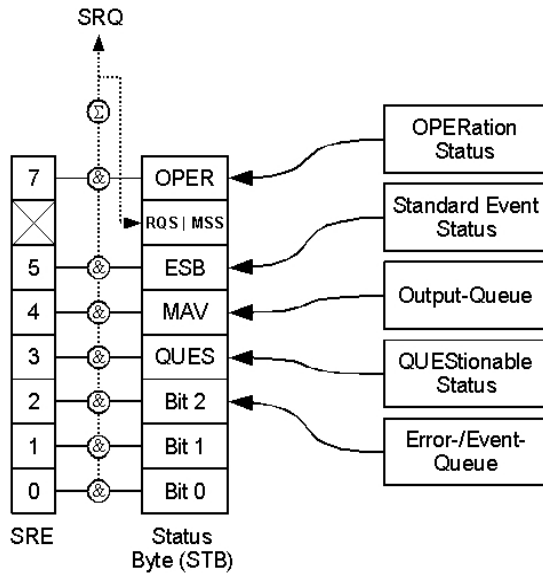 SRQ
Σ
7 & OPER
RQS | MSS
5 & ESB
4 & MAV
3 & QUES
2 & Bit 2
1 & Bit 1
0 & Bit 0
SRE
Status
Byte (STB)
OPERation
Status
Standard Event
Status
Output-Queue
QUEStionable
Status
Error-/Event-
Queue